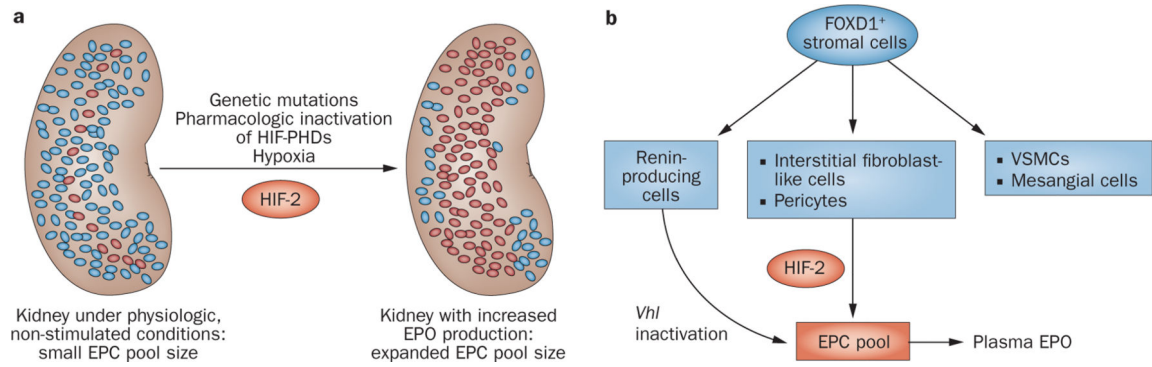 a
Genetic mutations
Pharmacologic inactivation
of HIF-PHDs
Hypoxia
HIF-2
Kidney under physiologic,
non-stimulated conditions:
small EPC pool size
Kidney with increased
EPO production:
expanded EPC pool size
b
FOXD1⁺
stromal cells
Renin-
producing
cells
▪ Interstitial fibroblast-
like cells
▪ Pericytes
▪ VSMCs
▪ Mesangial cells
HIF-2
Vhl
inactivation
EPC pool
Plasma EPO